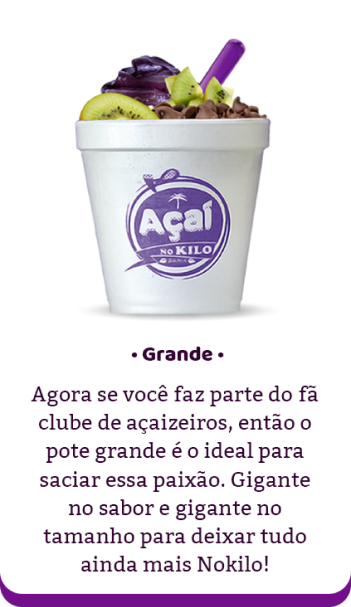 Açaí
NO KILO
• Grande •
Agora se você faz parte do fã
clube de açaizeiros, então o
pote grande é o ideal para
saciar essa paixão. Gigante
no sabor e gigante no
tamanho para deixar tudo
ainda mais Nokilo!